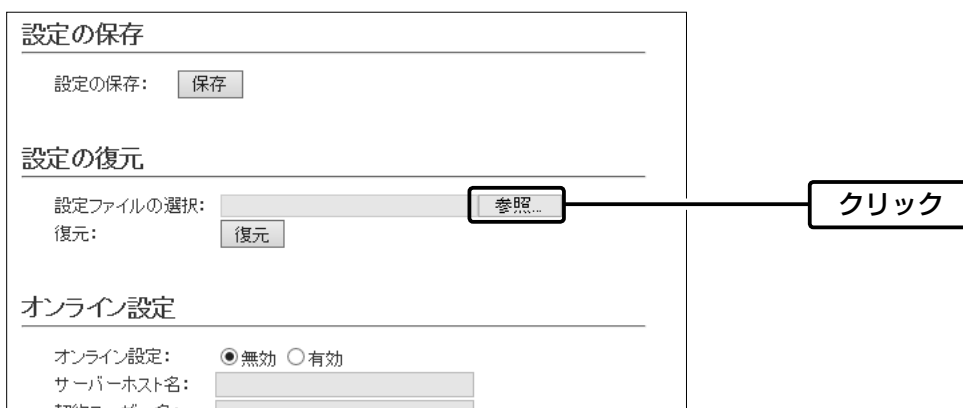 設定の保存
設定の保存： 保存
設定の復元
設定ファイルの選択： 参照...
クリック
復元： 復元
オンライン設定
オンライン設定： 無効 有効
サーバーホスト名：